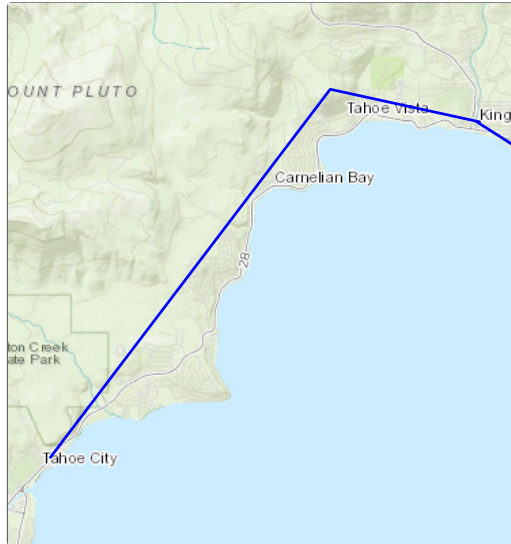 OUNT PLUTO
Tahoe Vista
King
Carnelian Bay
28
ton Creek
ate Park
Tahoe City